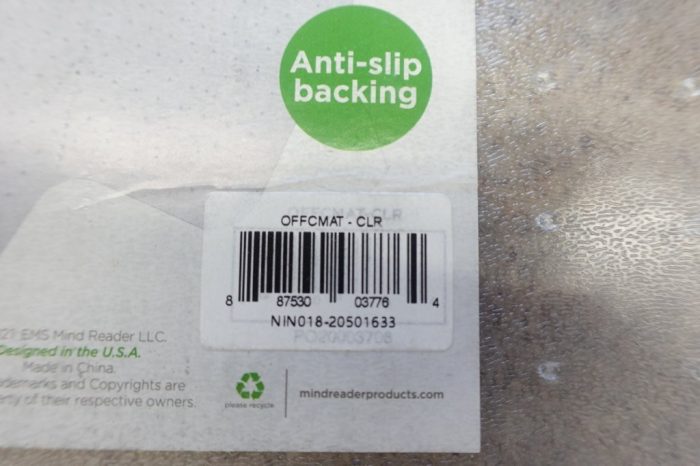 Anti-slip
backing
OFFCMAT - CLR
8 87530 03776 4
NIN018-20501633
EMS Mind Reader LLC.
Designed in the U.S.A.
Made in China.
and Copyrights are
of their respective owners.
please recycle
mindreaderproducts.com